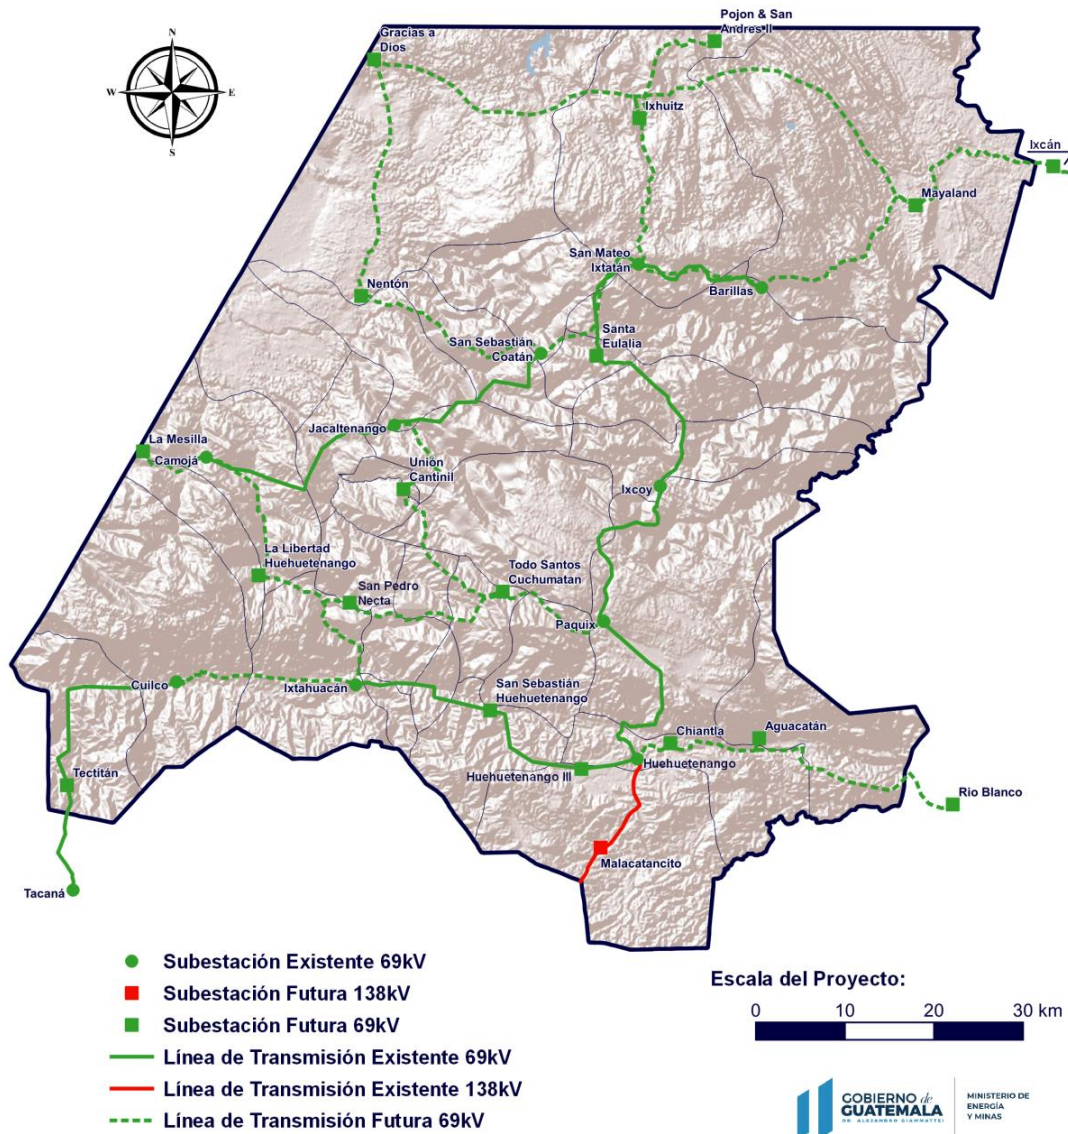 N
W
E
S
Pojon & San
Andres II
Gracias a
Dios
Ixhuitz
Ixcán
Mayaland
San Mateo
Ixtatán
Nentón
Barillas
Santa
Eulalia
San Sebastián
Coatán
Jacaltenango
La Mesilla
Camojá
Unión
Cantinil
Ixcoy
La Libertad
Huehuetenango
Todo Santos
Cuchumatan
San Pedro
Necta
Paquix
Cuilco
Ixtahuacán
San Sebastián
Huehuetenango
Chiantla
Aguacatán
Huehuetenango
Tectitán
Huehuetenango III
Rio Blanco
Malacatancito
Tacaná
Subestación Existente 69kV
Subestación Futura 138kV
Subestación Futura 69kV
Línea de Transmisión Existente 69kV
Línea de Transmisión Existente 138kV
Línea de Transmisión Futura 69kV
Escala del Proyecto:
0 10 20 30 km
GOBIERNO de
GUATEMALA
DR. ALEJANDRO GIAMMATTEI
MINISTERIO DE
ENERGÍA
Y MINAS